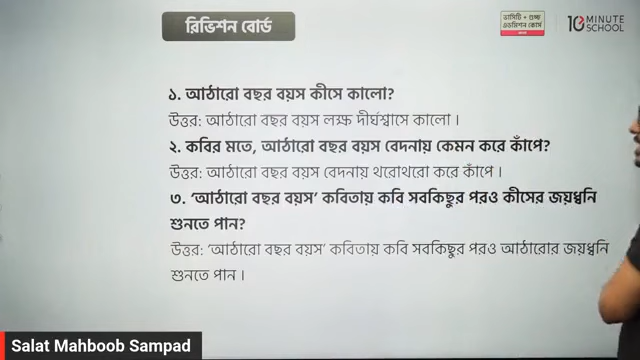 রিভিশন বোর্ড
ভার্সিটি + গুচ্ছ
এডমিশন কোর্স
10 MINUTE SCHOOL
১. আঠারো বছর বয়স কীসে কালো?
উত্তর: আঠারো বছর বয়স লক্ষ দীর্ঘশ্বাসে কালো ।
২. কবির মতে, আঠারো বছর বয়স বেদনায় কেমন করে কাঁপে?
উত্তর: আঠারো বছর বয়স বেদনায় থরোথরো করে কাঁপে ।
৩. ‘আঠারো বছর বয়স’ কবিতায় কবি সবকিছুর পরও কীসের জয়ধ্বনি
শুনতে পান?
উত্তর: ‘আঠারো বছর বয়স’ কবিতায় কবি সবকিছুর পরও আঠারোর জয়ধ্বনি
শুনতে পান ।
Salat Mahboob Sampad